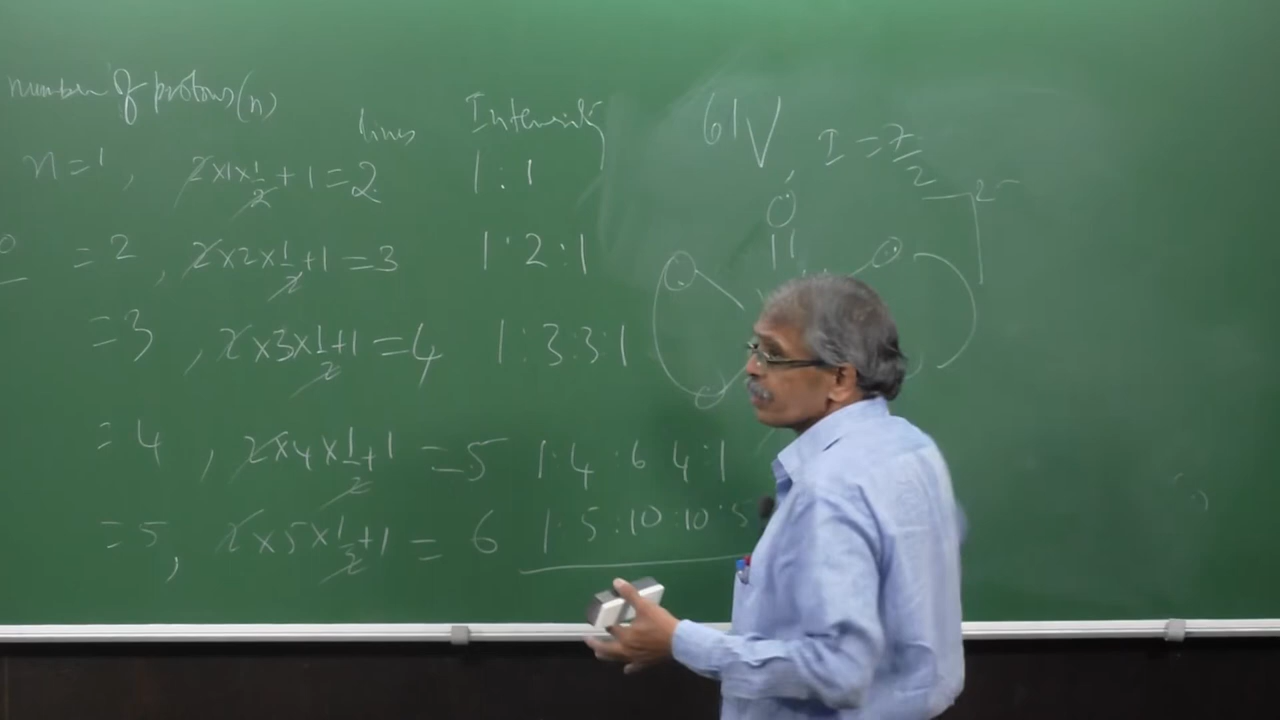 number of protons(n)
lines Intensity
n=1, 2×1×1/2+1=2 1:1
=2, 2×2×1/2+1=3 1:2:1
=3, 2×3×1/2+1=4 1:3:3:1
=4, 2×4×1/2+1=5 1:4:6 4:1
=5, 2×5×1/2+1=6 1:5:10:10:5
61V I=7/2
2-
O